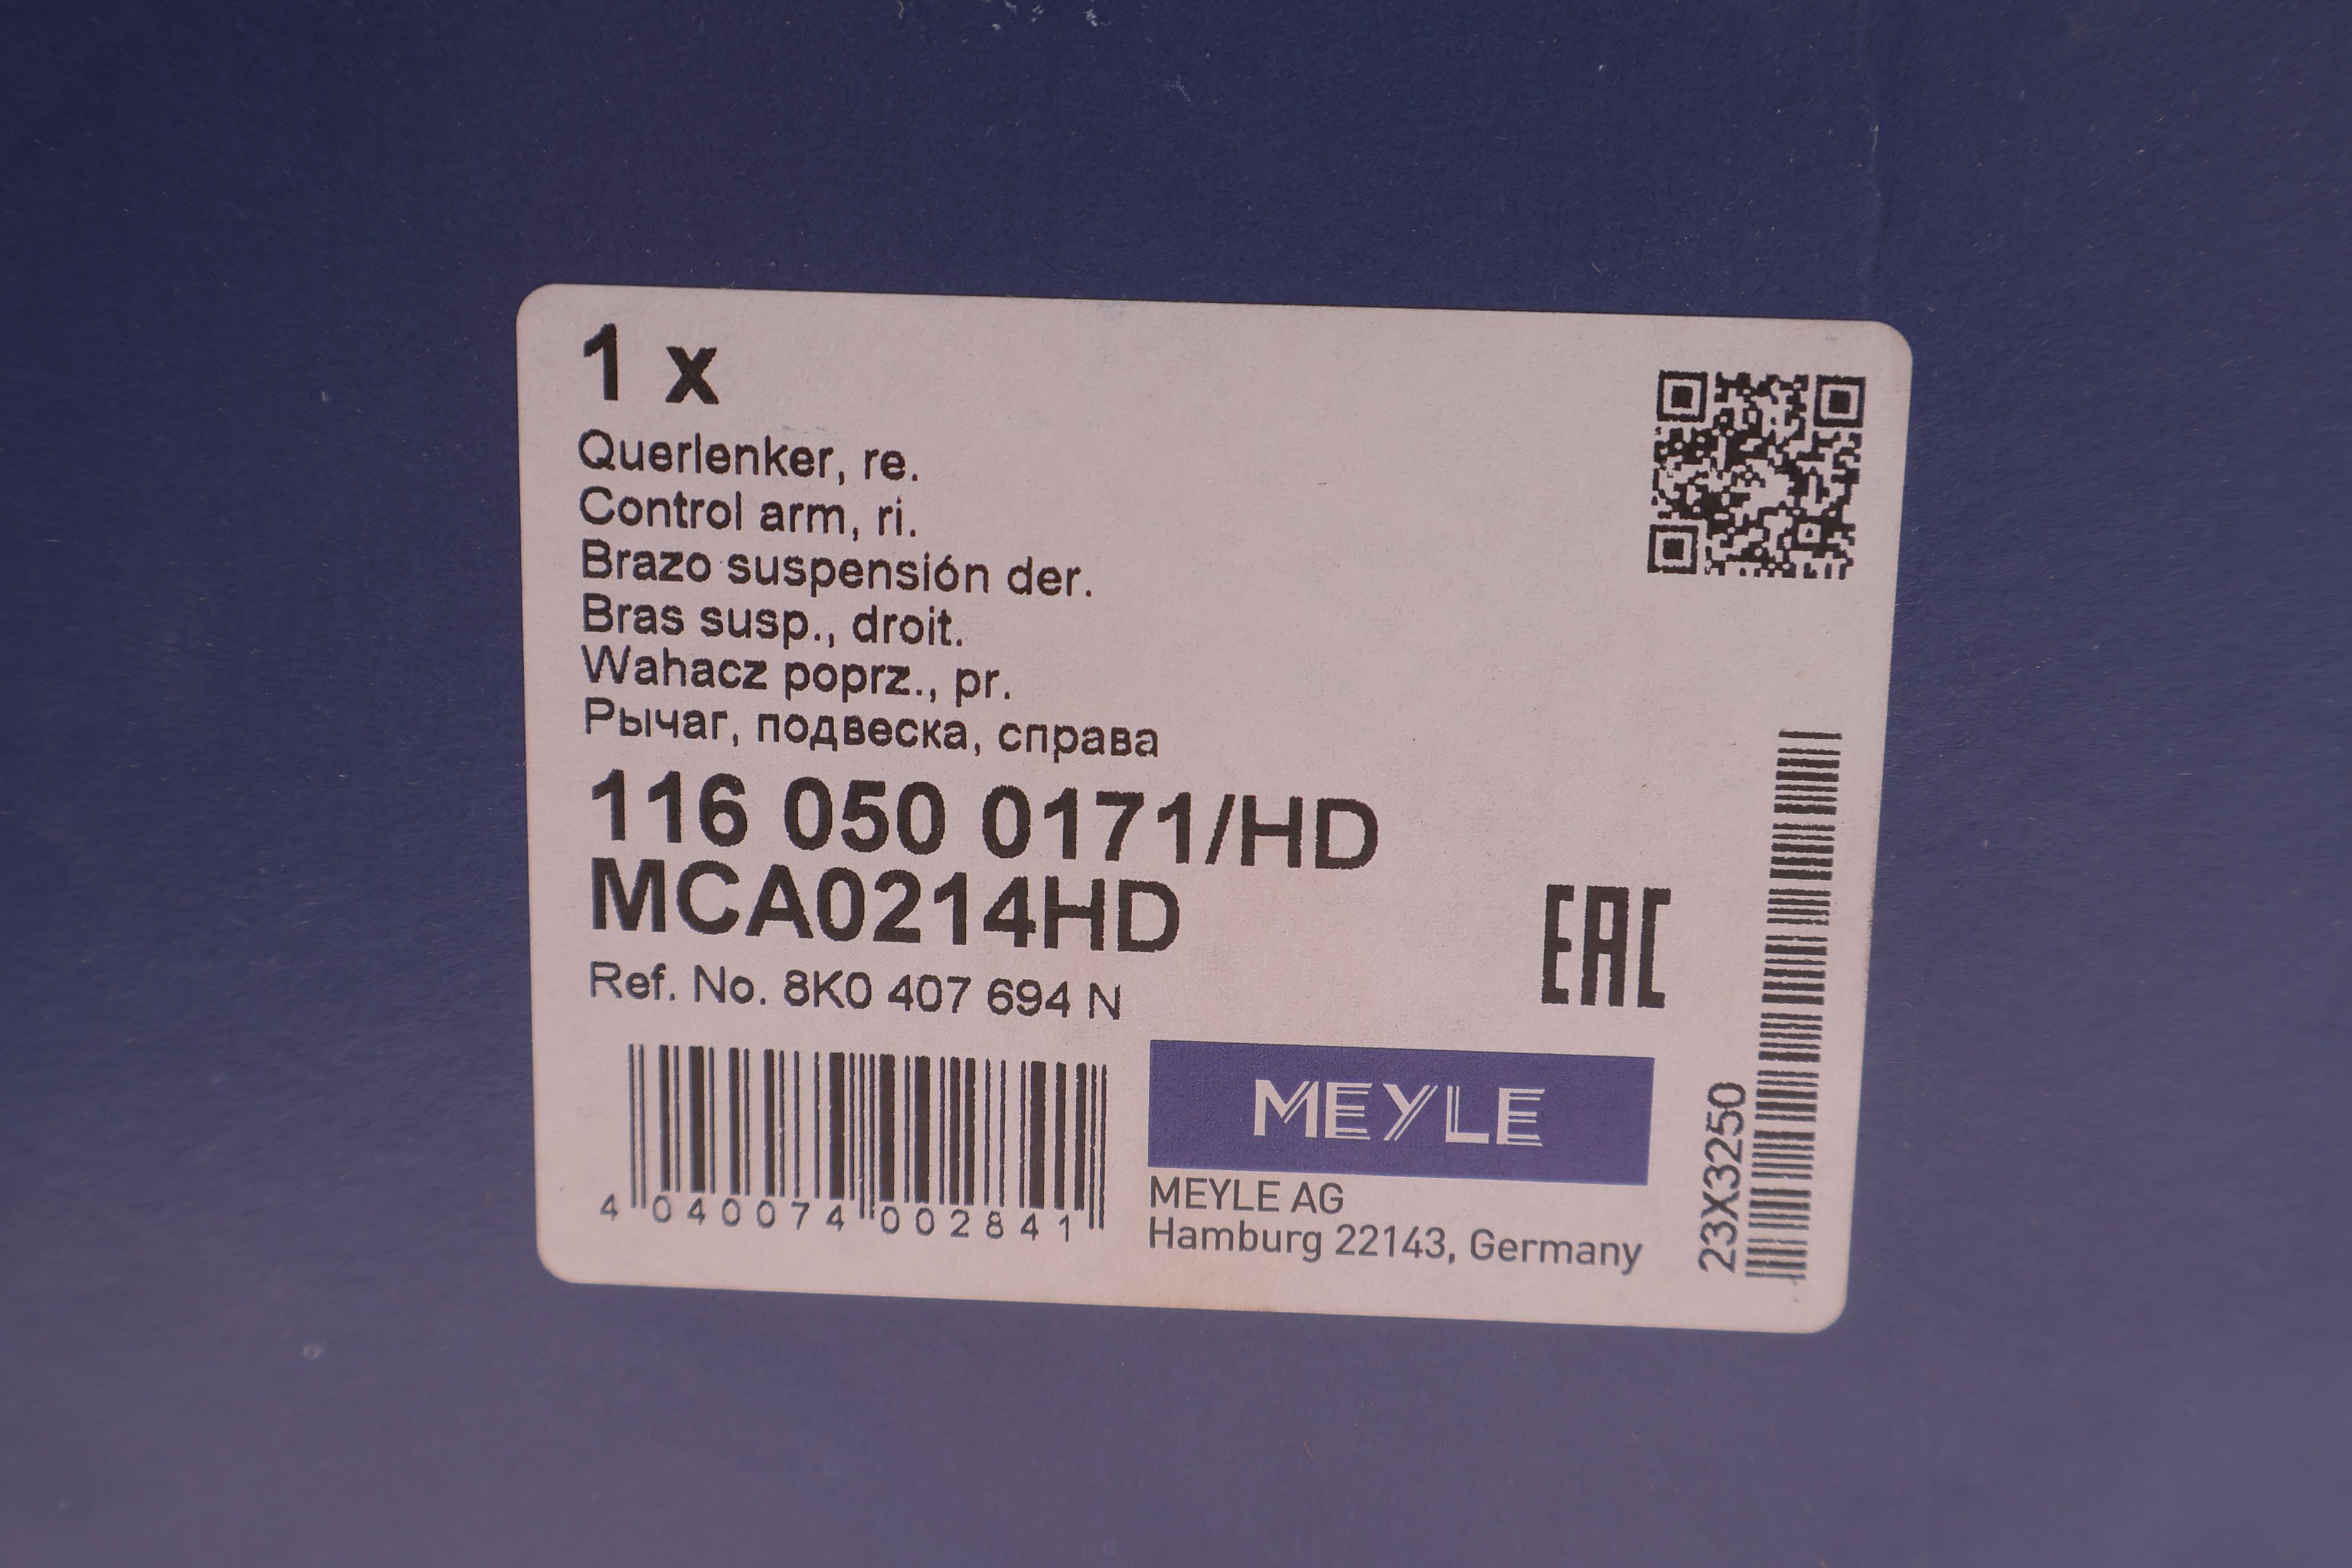 1 x
Querlenker, re.
Control arm, ri.
Brazo suspensión der.
Bras susp., droit.
Wahacz poprz., pr.
Рычаг, подвеска, справа
116 050 0171/HD
MCA0214HD
Ref. No. 8K0 407 694 N
EAC
4 040074 002841
MEYLE
MEYLE AG
Hamburg 22143, Germany
23X3250